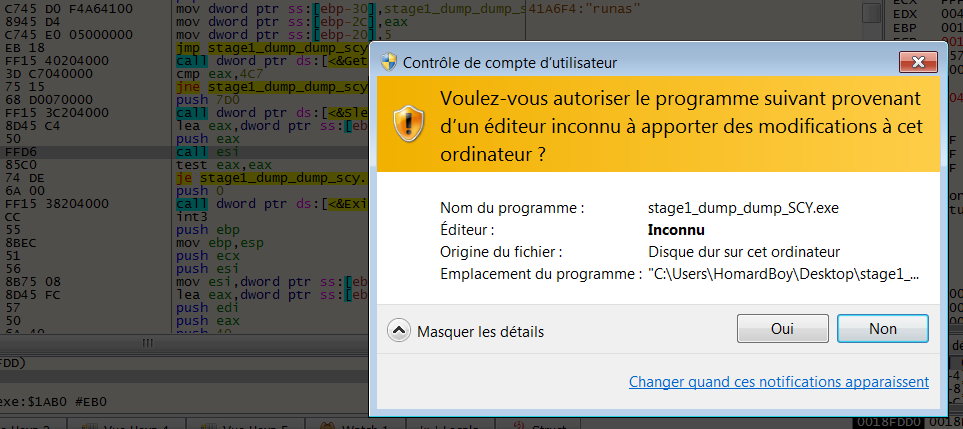 C745 D0 F4A64100 mov dword ptr ss:[ebp-30],stage1_dump_dump_s 41A6F4:"runas"
8945 D4 mov dword ptr ss:[ebp-2C],eax
C745 E0 05000000 mov dword ptr ss:[ebp-20],5
EB 18 jmp stage1_dump_dump_scy
FF15 40204000 call dword ptr ds:[<&Get
3D C7040000 cmp eax,4C7
75 15 jne stage1_dump_dump_scy
68 D0070000 push 7D0
FF15 3C204000 call dword ptr ds:[<&Sle
8D45 C4 lea eax,dword ptr ss:[eb
50 push eax
FFD6 call esi
85C0 test eax,eax
74 DE je stage1_dump_dump_scy.
6A 00 push 0
FF15 38204000 call dword ptr ds:[<&Exi
CC int3
55 push ebp
8BEC mov ebp,esp
51 push ecx
56 push esi
8B75 08 mov esi,dword ptr ss:[eb
8D45 FC lea eax,dword ptr ss:[eb
57 push edi
50 push eax
FDD)
exe:$1AB0 #EB0
EDX
EBP
Contrôle de compte d'utilisateur
Voulez-vous autoriser le programme suivant provenant
d'un éditeur inconnu à apporter des modifications à cet
ordinateur ?
Nom du programme : stage1_dump_dump_SCY.exe
Éditeur : Inconnu
Origine du fichier : Disque dur sur cet ordinateur
Emplacement du programme : "C:\Users\HomardBoy\Desktop\stage1_...
Masquer les détails
Oui
Non
Changer quand ces notifications apparaissent
0018FDD0